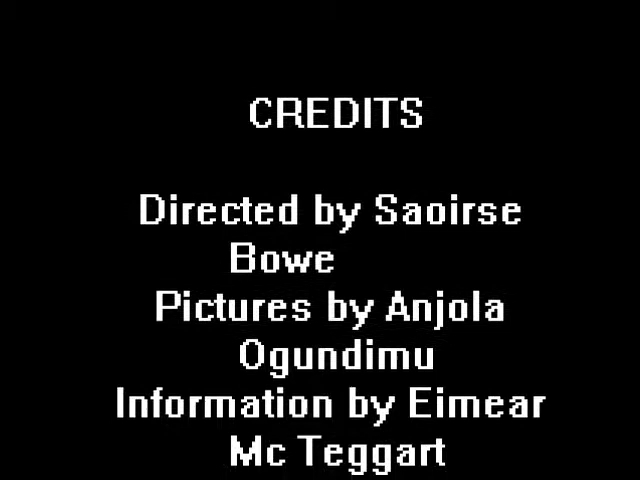 CREDITS
Directed by Saoirse
Bowe
Pictures by Anjola
Ogundimu
Information by Eimear
Mc Teggart